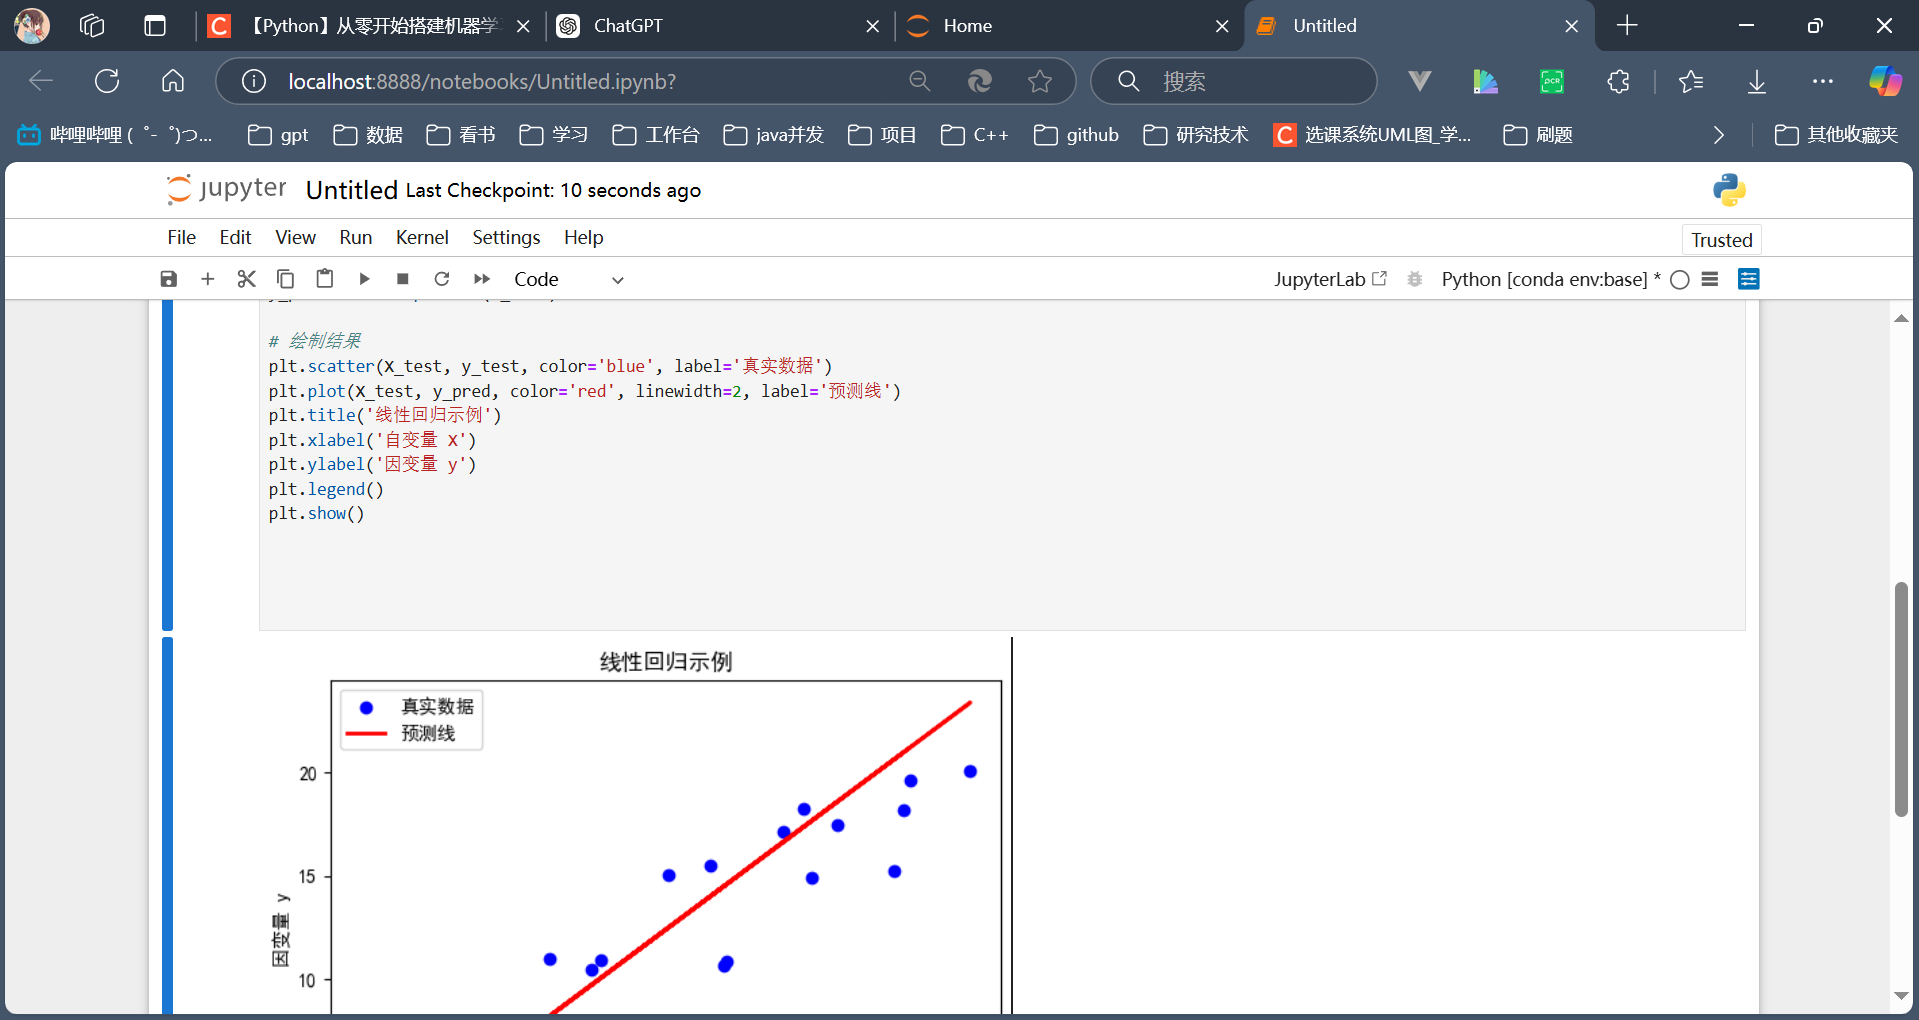 【Python】从零开始搭建机器学
ChatGPT
Home
Untitled
localhost:8888/notebooks/Untitled.ipynb?
搜索
哔哩哔哩 (゜-゜)つ...
gpt
数据
看书
学习
工作台
java并发
项目
C++
github
研究技术
选课系统UML图_学...
刷题
其他收藏夹
jupyter Untitled Last Checkpoint: 10 seconds ago
File Edit View Run Kernel Settings Help
Trusted
Code
JupyterLab
Python [conda env:base] *
# 绘制结果
plt.scatter(X_test, y_test, color='blue', label='真实数据')
plt.plot(X_test, y_pred, color='red', linewidth=2, label='预测线')
plt.title('线性回归示例')
plt.xlabel('自变量 X')
plt.ylabel('因变量 y')
plt.legend()
plt.show()
线性回归示例
真实数据
预测线
20
15
10
因变量 y